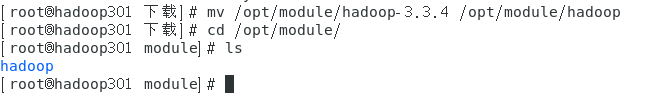 [ root@hadoop301 下载] # mv /opt/module/hadoop-3.3.4 /opt/module/hadoop
[ root@hadoop301 下载] # cd /opt/module/
[ root@hadoop301 module] # ls
hadoop
[ root@hadoop301 module] #